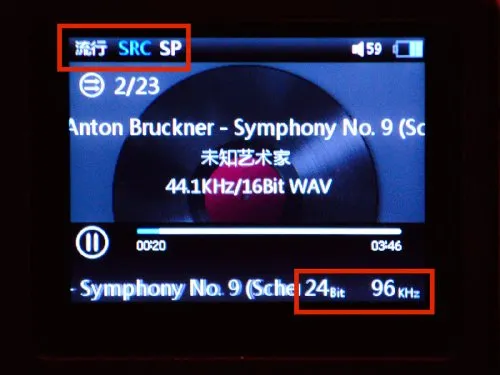 流行 SRC SP 59
2/23
Anton Bruckner - Symphony No. 9 (Sc
未知艺术家
44.1KHz/16Bit WAV
00:20 03:46
- Symphony No. 9 (Scher 24Bit 96KHz